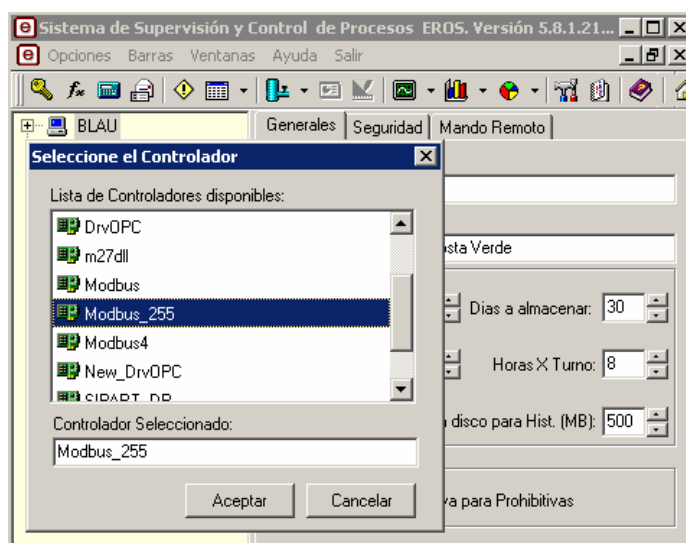 Sistema de Supervisión y Control de Procesos EROS. Versión 5.8.1.21...
Opciones Barras Ventanas Ayuda Salir
BLAU
Generales Seguridad Mando Remoto
Seleccione el Controlador
Lista de Controladores disponibles:
DrvOPC
m27dll
Modbus
Modbus_255
Modbus4
New_DrvOPC
SIPART_DP
Controlador Seleccionado:
Modbus_255
Aceptar Cancelar
sta Verde
Dias a almacenar: 30
Horas X Turno: 8
disco para Hist. (MB): 500
va para Prohibitivas